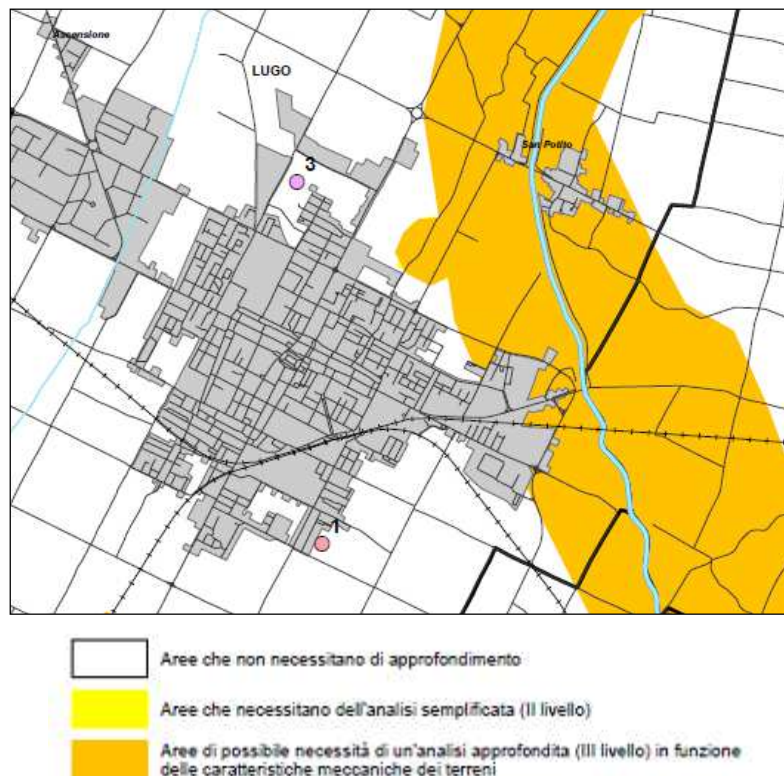 Ascensione
LUGO
San Potito
3
1
Aree che non necessitano di approfondimento
Aree che necessitano dell'analisi semplificata (II livello)
Aree di possibile necessità di un'analisi approfondita (III livello) in funzione
delle caratteristiche meccaniche dei terreni